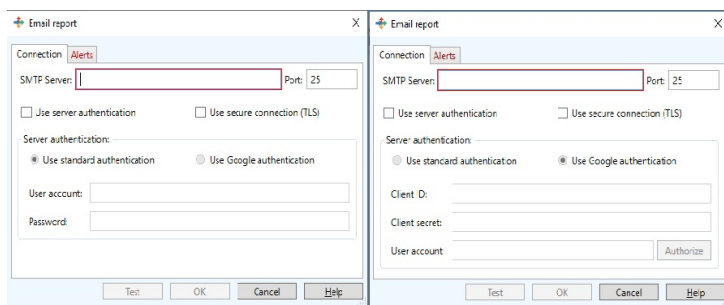 Email report X
Connection Alerts
SMTP Server: Port: 25
Use server authentication Use secure connection (TLS)
Server authentication:
Use standard authentication Use Google authentication
User account:
Password:
Test OK Cancel Help
Email report X
Connection Alerts
SMTP Server: Port: 25
Use server authentication Use secure connection (TLS)
Server authentication:
Use standard authentication Use Google authentication
Client ID:
Client secret:
User account Authorize
Test OK Cancel Help